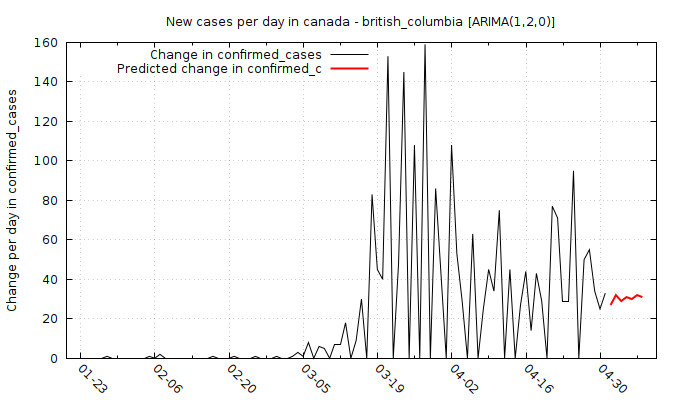 New cases per day in canada - british_columbia [ARIMA(1,2,0)]
Change in confirmed_cases
Predicted change in confirmed_c
Change per day in confirmed_cases
160
140
120
100
80
60
40
20
0
01-23 02-06 02-20 03-05 03-19 04-02 04-16 04-30